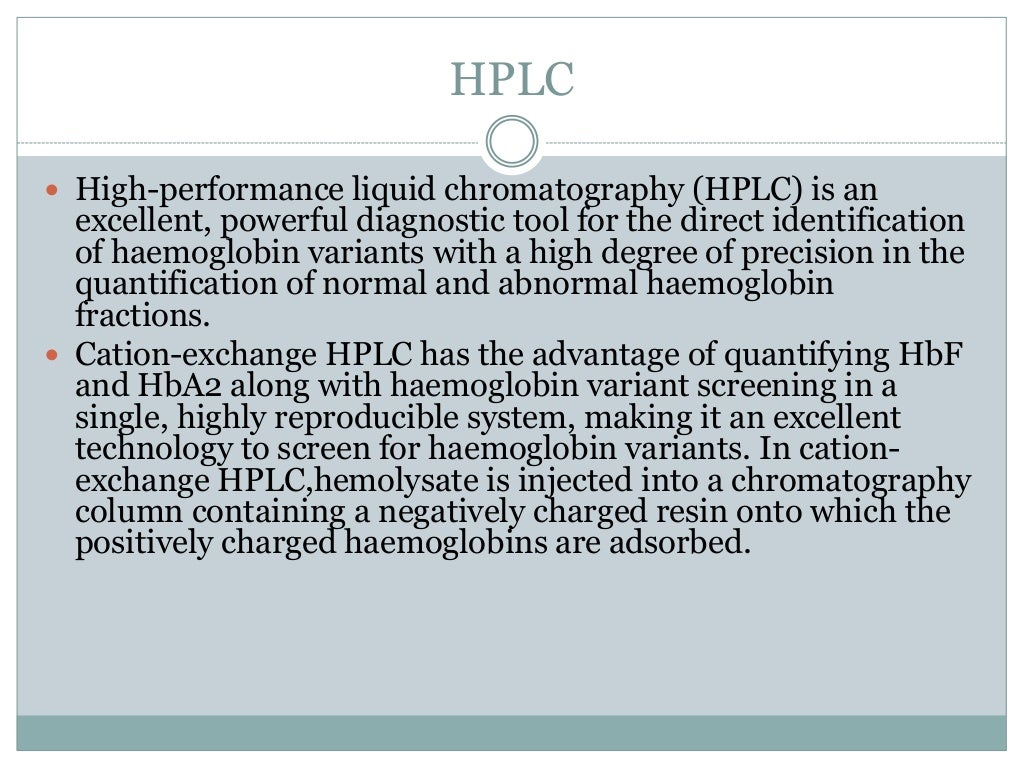 HPLC
• High-performance liquid chromatography (HPLC) is an
excellent, powerful diagnostic tool for the direct identification
of haemoglobin variants with a high degree of precision in the
quantification of normal and abnormal haemoglobin
fractions.
• Cation-exchange HPLC has the advantage of quantifying HbF
and HbA2 along with haemoglobin variant screening in a
single, highly reproducible system, making it an excellent
technology to screen for haemoglobin variants. In cation-
exchange HPLC,hemolysate is injected into a chromatography
column containing a negatively charged resin onto which the
positively charged haemoglobins are adsorbed.